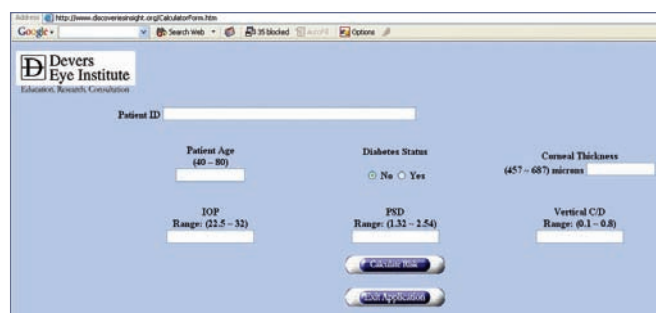 Address http://www.discoveriesinsight.org/CalculatorForm.htm
Google Search Web 35 blocked AutoFill Options
Devers
Eye Institute
Education, Research, Consultation
Patient ID
Patient Age
(40 – 80)
Diabetes Status
No Yes
Corneal Thickness
(457 – 687) microns
IOP
Range: (22.5 – 32)
PSD
Range: (1.32 – 2.54)
Vertical C/D
Range: (0.1 – 0.8)
Calculate Risk
Exit Application